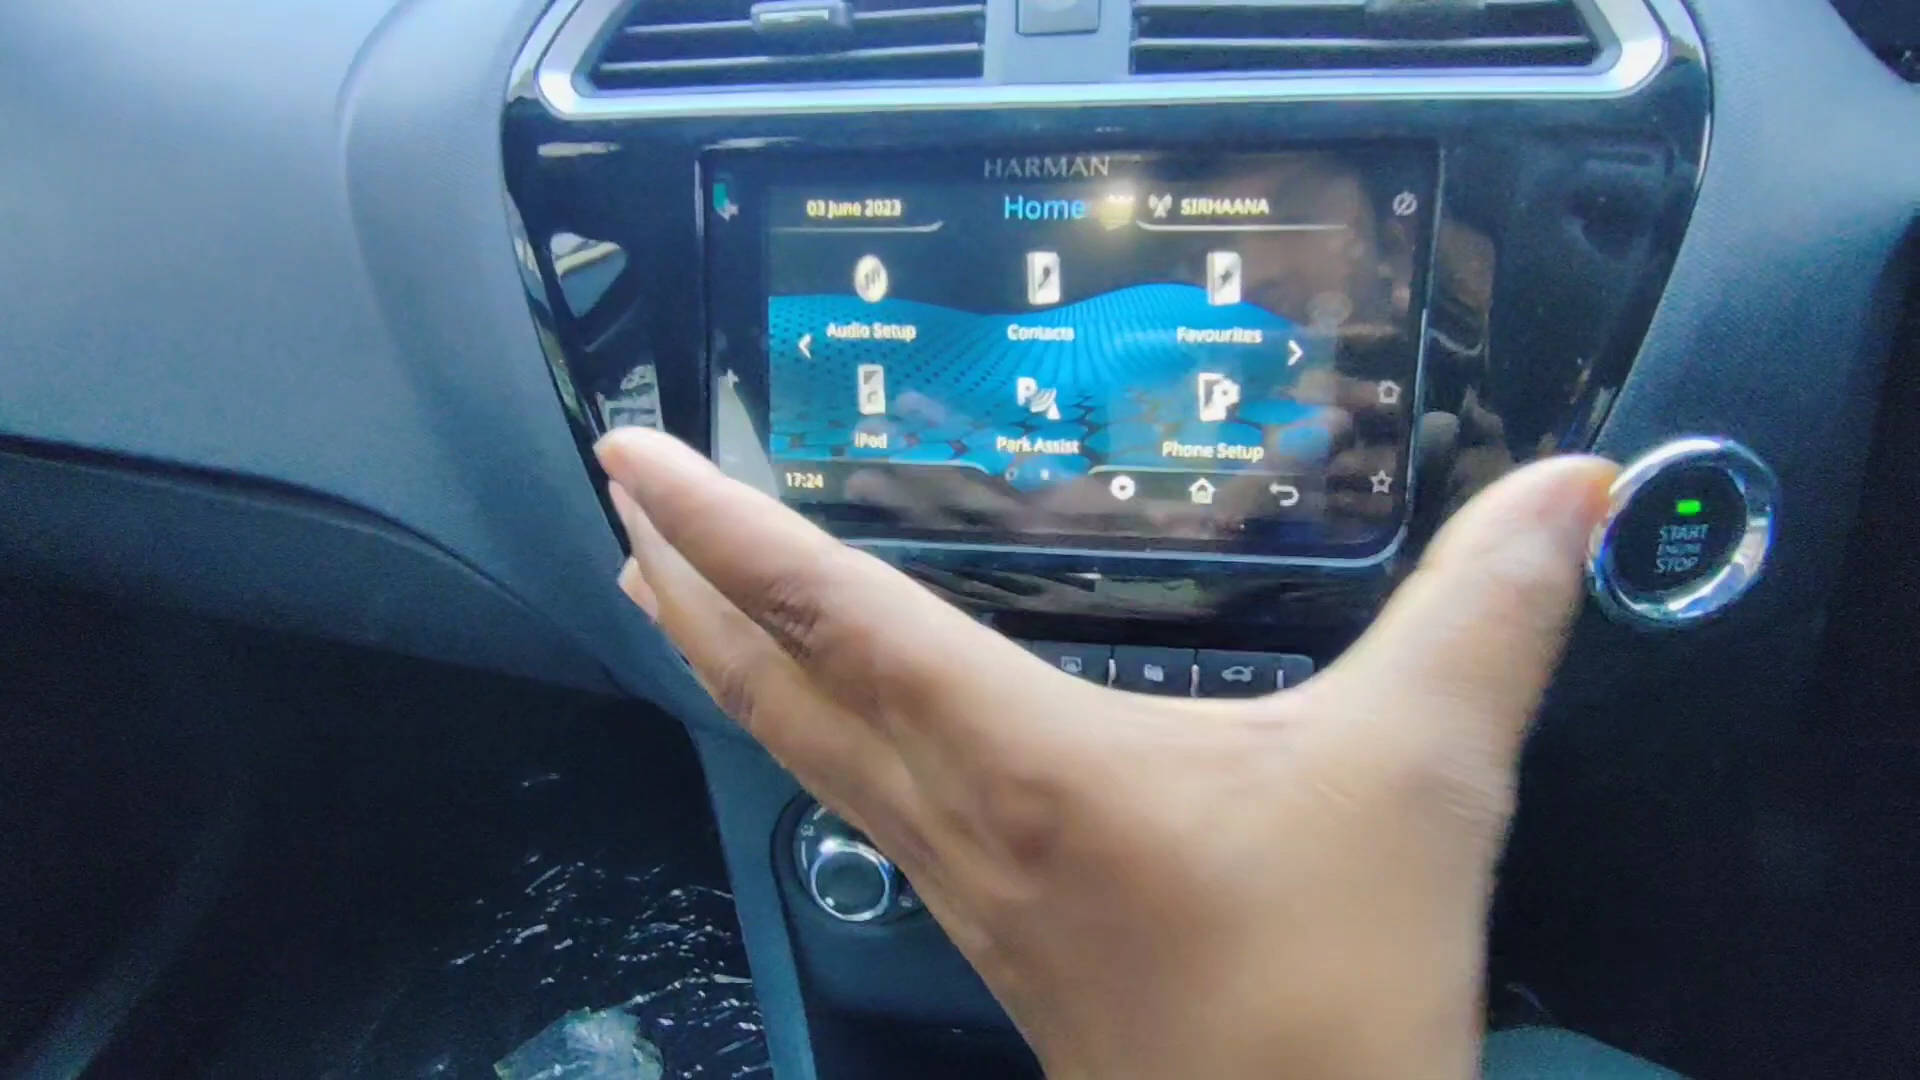 HARMAN
03 June 2023
Home
SIRHAANA
Audio Setup
Contacts
Favourites
iPod
Park Assist
Phone Setup
17:24
START
ENGINE
STOP